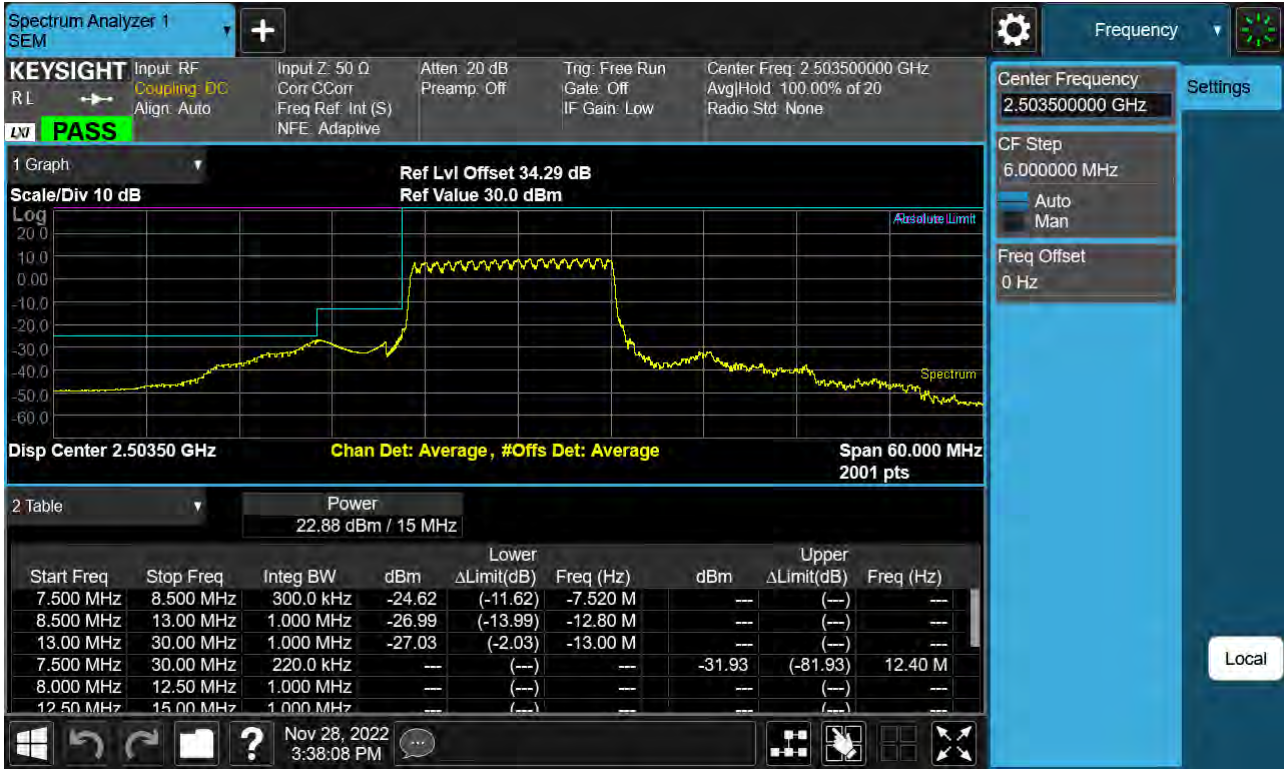 Spectrum Analyzer 1
SEM
Frequency
KEYSIGHT
RL
LXI
PASS
Input: RF
Coupling: DC
Align: Auto
Input Z: 50 Ω
Corr CCorr
Freq Ref: Int (S)
NFE: Adaptive
Atten: 20 dB
Preamp: Off
Trig: Free Run
Gate: Off
IF Gain: Low
Center Freq: 2.503500000 GHz
Avg|Hold: 100.00% of 20
Radio Std: None
Center Frequency
2.503500000 GHz
Settings
CF Step
6.000000 MHz
Auto
Man
Freq Offset
0 Hz
Local
1 Graph
Scale/Div 10 dB
Ref Lvl Offset 34.29 dB
Ref Value 30.0 dBm
Log
20.0
10.0
0.00
-10.0
-20.0
-30.0
-40.0
-50.0
-60.0
Absolute Limit
Spectrum
Disp Center 2.50350 GHz
Chan Det: Average , #Offs Det: Average
Span 60.000 MHz
2001 pts
2 Table
Power
22.88 dBm / 15 MHz
Lower Upper
Start Freq Stop Freq Integ BW dBm ΔLimit(dB) Freq (Hz) dBm ΔLimit(dB) Freq (Hz)
7.500 MHz 8.500 MHz 300.0 kHz -24.62 (-11.62) -7.520 M --- (---) ---
8.500 MHz 13.00 MHz 1.000 MHz -26.99 (-13.99) -12.80 M --- (---) ---
13.00 MHz 30.00 MHz 1.000 MHz -27.03 (-2.03) -13.00 M --- (---) ---
7.500 MHz 30.00 MHz 220.0 kHz --- (---) --- -31.93 (-81.93) 12.40 M
8.000 MHz 12.50 MHz 1.000 MHz --- (---) --- --- (---) ---
12.50 MHz 15.00 MHz 1.000 MHz --- (---) --- --- (---) ---
Nov 28, 2022
3:38:08 PM